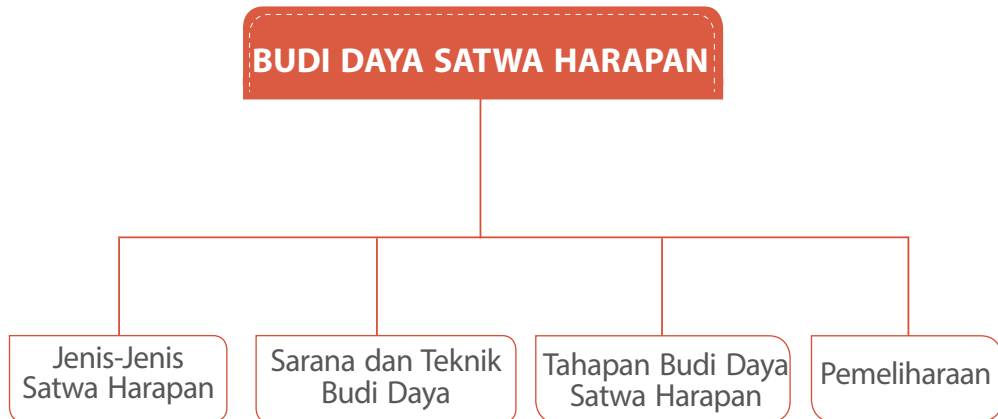 BUDI DAYA SATWA HARAPAN
Jenis-Jenis
Satwa Harapan
Sarana dan Teknik
Budi Daya
Tahapan Budi Daya
Satwa Harapan
Pemeliharaan